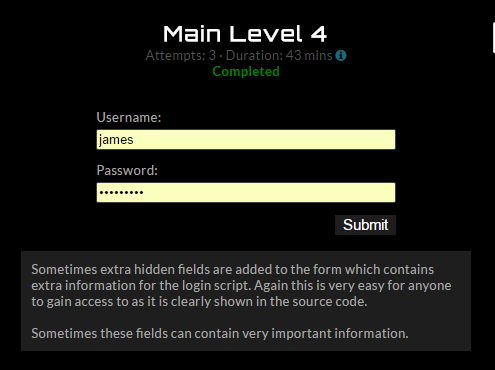 Main Level 4
Attempts: 3 · Duration: 43 mins
Completed
Username:
james
Password:
•••••••••
Submit
Sometimes extra hidden fields are added to the form which contains
extra information for the login script. Again this is very easy for anyone
to gain access to as it is clearly shown in the source code.
Sometimes these fields can contain very important information.